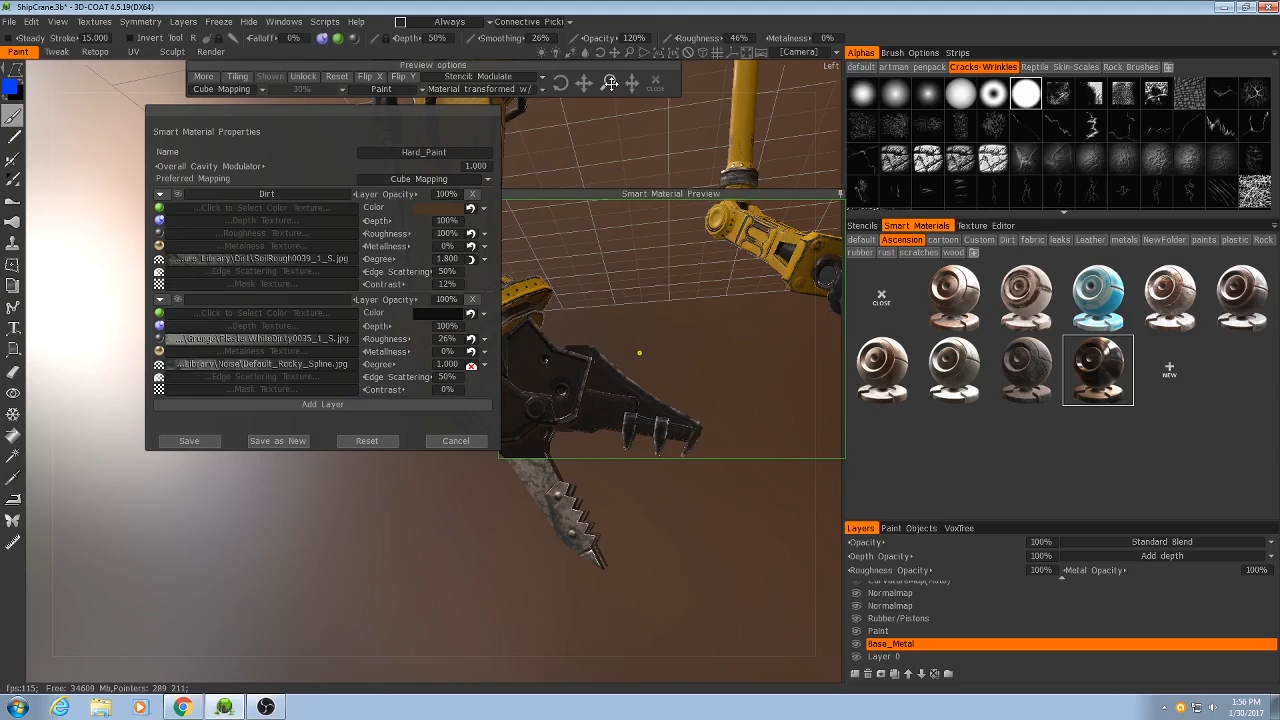 ShipCrane.3b* - 3D-COAT 4.5.19(DX64)
File Edit View Textures Symmetry Layers Freeze Hide Windows Scripts Help Always Connective Picki
Steady Stroke 15.000 Invert Tool R Falloff 0% Depth 50% Smoothing 26% Opacity 120% Roughness 46% [Camera]
Paint Tweak Retopo UV Sculpt Render
Preview options
More Tiling Unlock Reset Flip X Flip Y Stencil: Modulate
Cube Mapping 30% Paint Material transformed w/
CLOSE
Left
Smart Material Properties
Name Hard_Paint
Overall Cavity Modulator 1.000
Preferred Mapping Cube Mapping
Dirt Layer Opacity 100% X
...Click to Select Color Texture... Color
...Depth Texture... Depth 100%
...Roughness Texture... Roughness 100%
...Metalness Texture... Metallness 0%
SoilRough0039_1_S.jpg Degree 1.800
...Edge Scattering Texture... Edge Scattering 50%
...Mask Texture... Contrast 12%
Layer Opacity 100% X
...Click to Select Color Texture... Color
...Depth Texture... Depth 100%
...\Grunge\PlasterWhiteDirty0035_1_S.jpg Roughness 26%
...Metalness Texture... Metallness 0%
...Library\Noise\Default_Rocky_Spline.jpg Degree 1.000
...Edge Scattering Texture... Edge Scattering 50%
...Mask Texture... Contrast 0%
Add Layer
Save Save as New Reset Cancel
Smart Material Preview
Alphas Brush Options Strips
default artman penpack Cracks-Wrinkles Reptile Skin-Scales Rock Brushes
Stencils Smart Materials Texture Editor
default Ascension cartoon Custom Dirt fabric leaks Leather metals NewFolder paints plastic Rock
rubber rust scratches wood
CLOSE
NEW
Layers Paint Objects VoxTree
Opacity 100% Standard Blend
Depth Opacity 100% Add depth
Roughness Opacity 100% Metal Opacity 100%
CurvatureMap(Auto)
Normalmap
Normalmap
Rubber/Pistons
Paint
Base_Metal
Layer 0
fps:115; Free: 34609 MB,Pointers: 289 211;
1:56 PM
1/30/2017